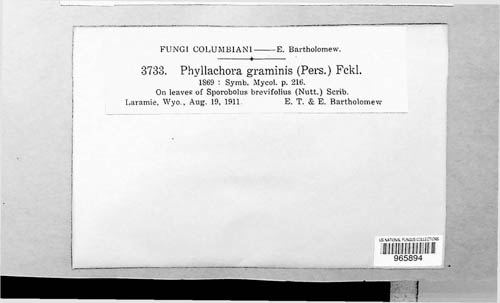 FUNGI COLUMBIANI——E. Bartholomew.
3733. Phyllachora graminis (Pers.) Fckl.
1869 : Symb. Mycol. p. 216.
On leaves of Sporobolus brevifolius (Nutt.) Scrib.
Laramie, Wyo., Aug. 19, 1911. E. T. & E. Bartholomew
US NATIONAL FUNGUS COLLECTIONS
965894